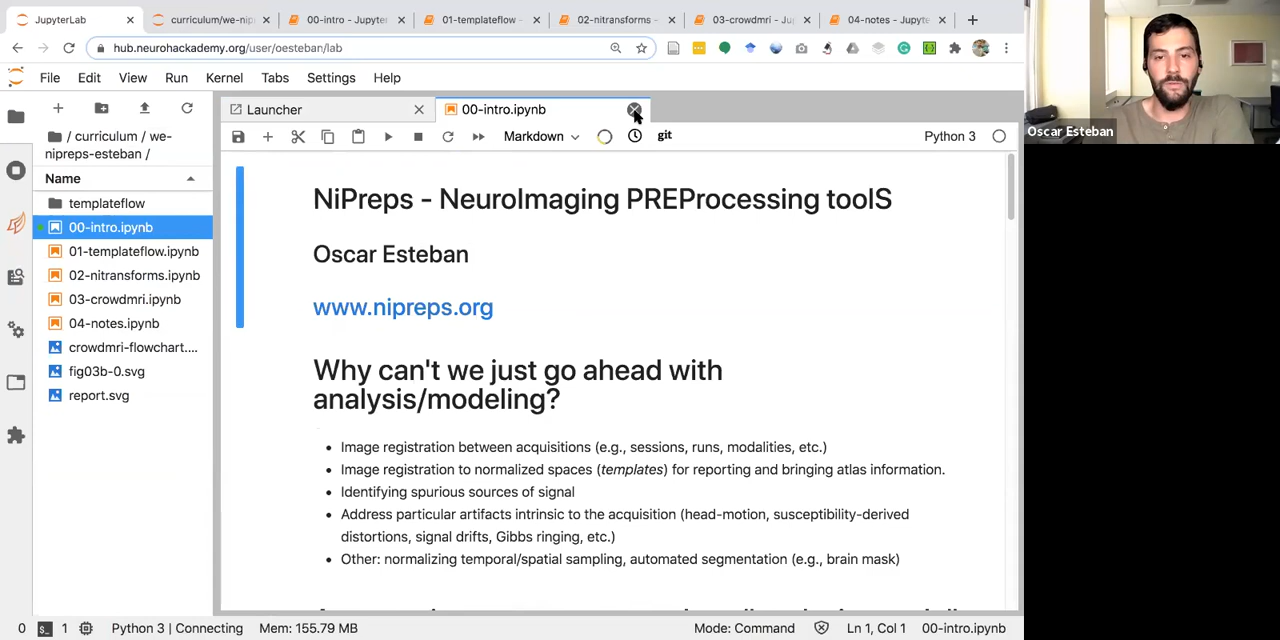 JupyterLab
curriculum/we-nip
00-intro - Jupyter
01-templateflow -
02-nitransforms -
03-crowdmri - Ju
04-notes - Jupyte
hub.neurohackademy.org/user/oesteban/lab
File Edit View Run Kernel Tabs Settings Help
/ curriculum / we-
nipreps-esteban /
Name
templateflow
00-intro.ipynb
01-templateflow.ipynb
02-nitransforms.ipynb
03-crowdmri.ipynb
04-notes.ipynb
crowdmri-flowchart....
fig03b-0.svg
report.svg
Launcher
00-intro.ipynb
Markdown
git
Python 3
NiPreps - NeuroImaging PREProcessing toolS
Oscar Esteban
www.nipreps.org
Why can't we just go ahead with
analysis/modeling?
Image registration between acquisitions (e.g., sessions, runs, modalities, etc.)
Image registration to normalized spaces (templates) for reporting and bringing atlas information.
Identifying spurious sources of signal
Address particular artifacts intrinsic to the acquisition (head-motion, susceptibility-derived
distortions, signal drifts, Gibbs ringing, etc.)
Other: normalizing temporal/spatial sampling, automated segmentation (e.g., brain mask)
0 1 Python 3 | Connecting Mem: 155.79 MB
Mode: Command Ln 1, Col 1 00-intro.ipynb
Oscar Esteban